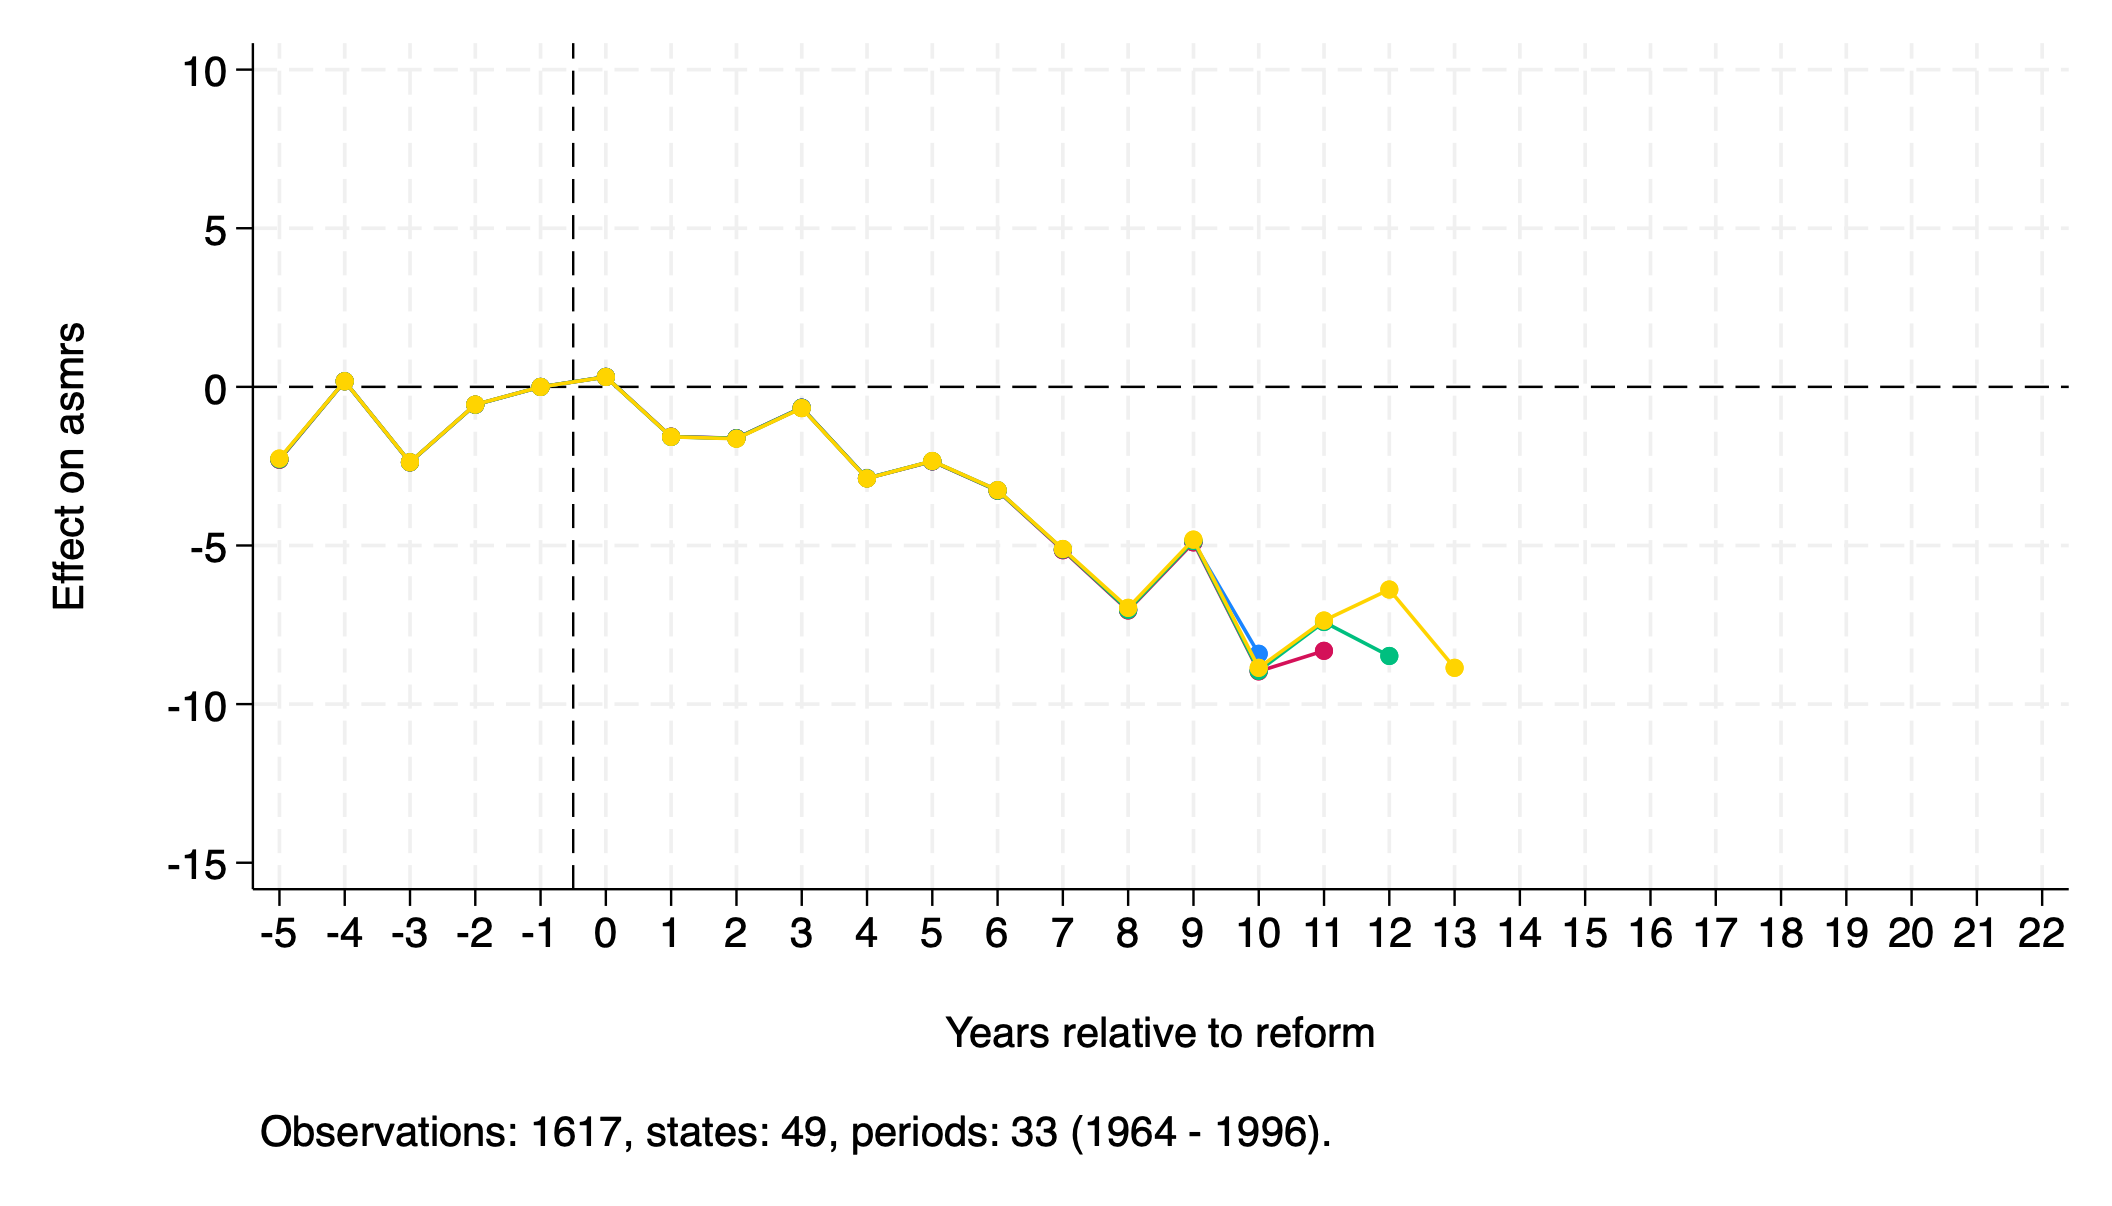 10
5
0
-5
-10
-15
Effect on asmrs
-5 -4 -3 -2 -1 0 1 2 3 4 5 6 7 8 9 10 11 12 13 14 15 16 17 18 19 20 21 22
Years relative to reform
Observations: 1617, states: 49, periods: 33 (1964 - 1996).